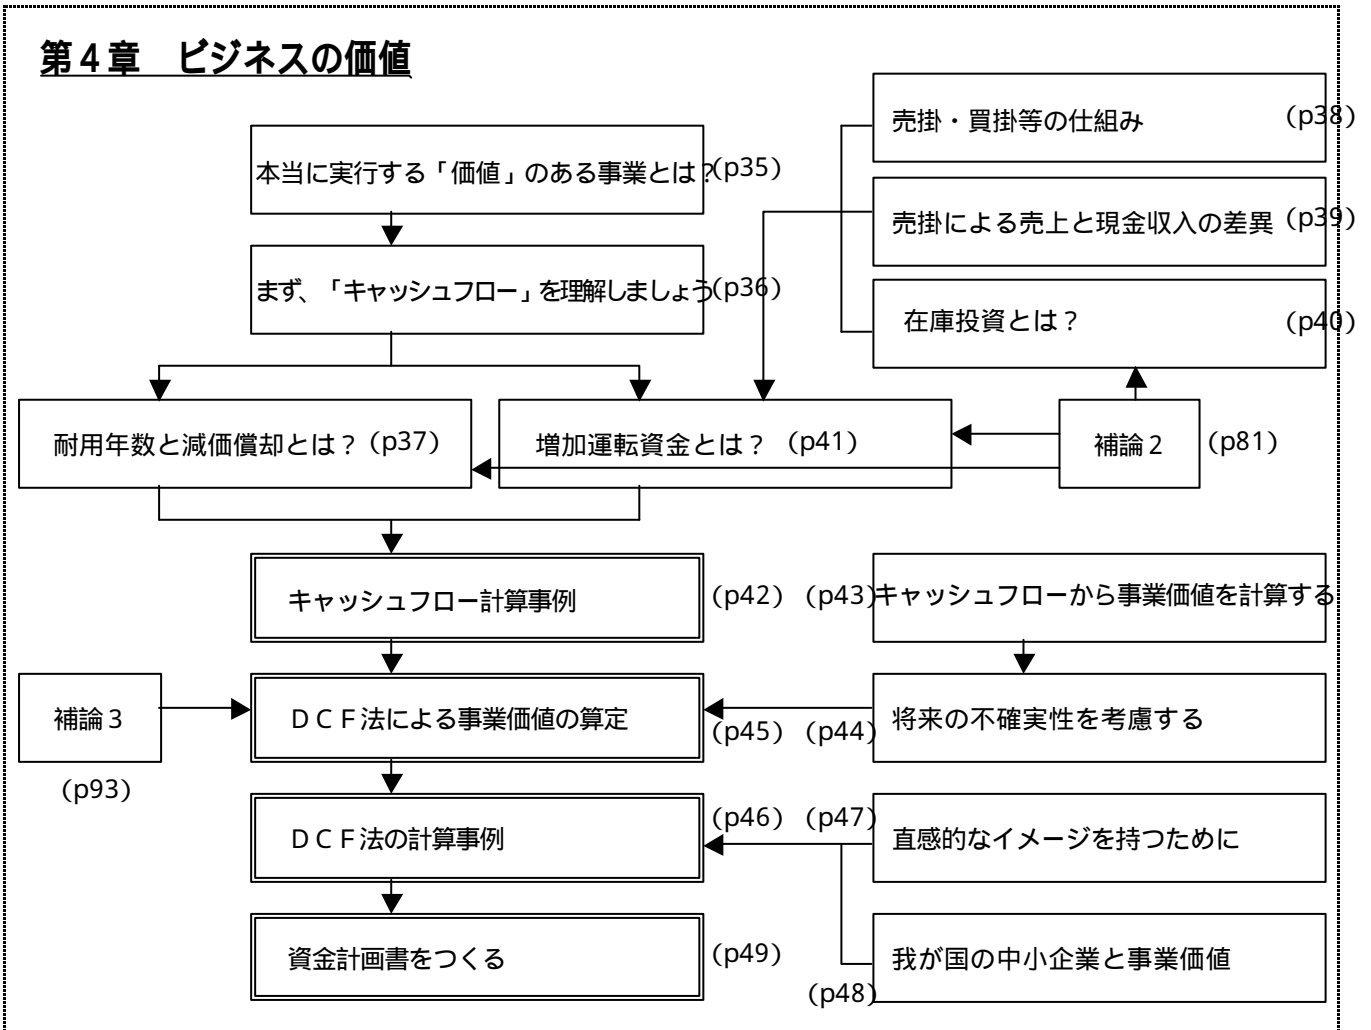 第４章　ビジネスの価値
売掛・買掛等の仕組み (p38)
本当に実行する「価値」のある事業とは？(p35)
売掛による売上と現金収入の差異 (p39)
まず、「キャッシュフロー」を理解しましょう(p36)
在庫投資とは？ (p40)
耐用年数と減価償却とは？(p37)
増加運転資金とは？ (p41)
補論２ (p81)
キャッシュフロー計算事例 (p42)
(p43)キャッシュフローから事業価値を計算する
補論３
(p93)
ＤＣＦ法による事業価値の算定 (p45)
(p44) 将来の不確実性を考慮する
ＤＣＦ法の計算事例 (p46)
(p47) 直感的なイメージを持つために
資金計画書をつくる (p49)
我が国の中小企業と事業価値
(p48)